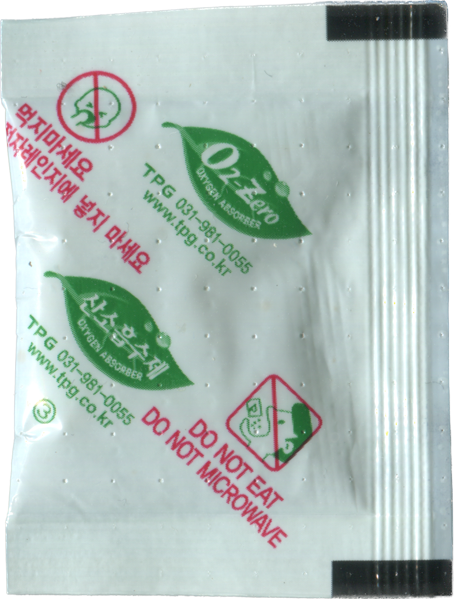 먹지마세요
전자레인지에 넣지 마세요
O2Zero
OXYGEN ABSORBER
TPG 031-981-0055
www.tpg.co.kr
산소흡수제
OXYGEN ABSORBER
TPG 031-981-0055
www.tpg.co.kr
③
DO NOT EAT
DO NOT MICROWAVE